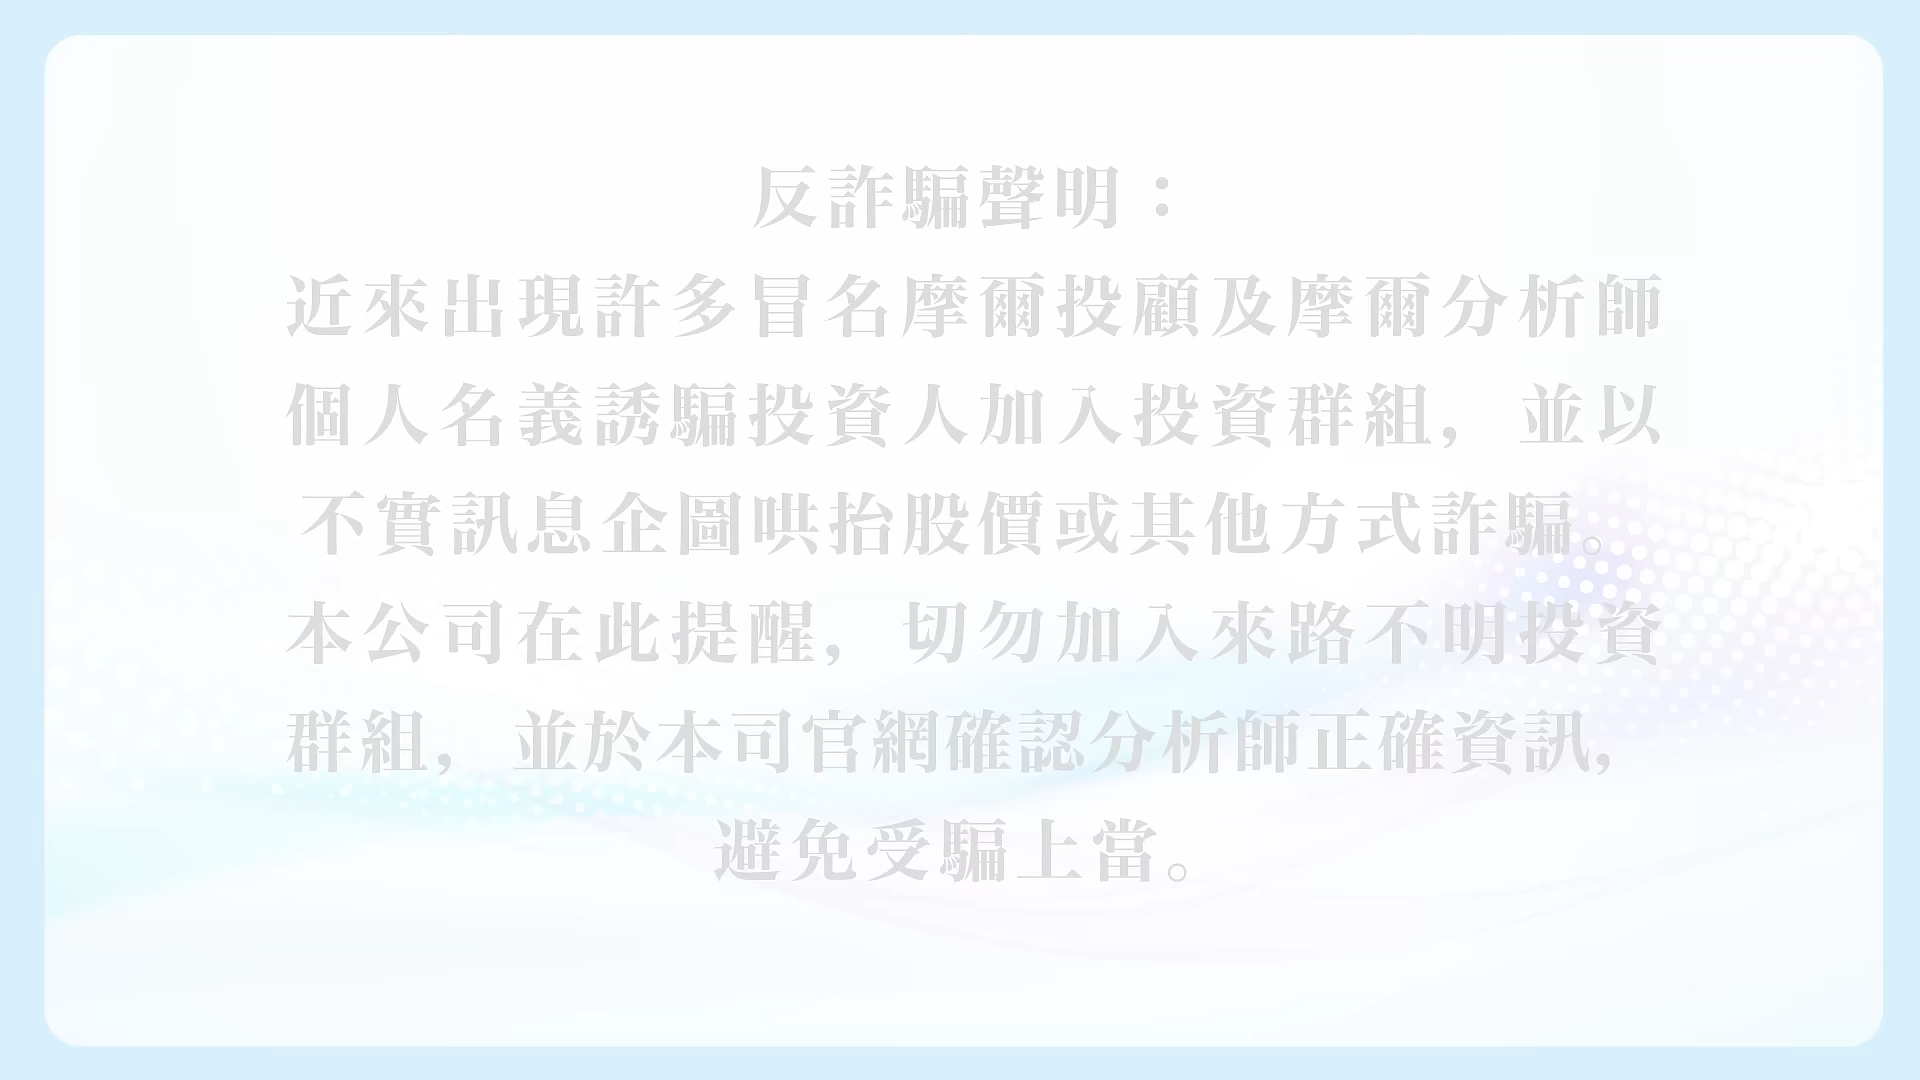 反詐騙聲明：
近來出現許多冒名摩爾投顧及摩爾分析師
個人名義誘騙投資人加入投資群組，並以
不實訊息企圖哄抬股價或其他方式詐騙。
本公司在此提醒，切勿加入來路不明投資
群組，並於本司官網確認分析師正確資訊，
避免受騙上當。